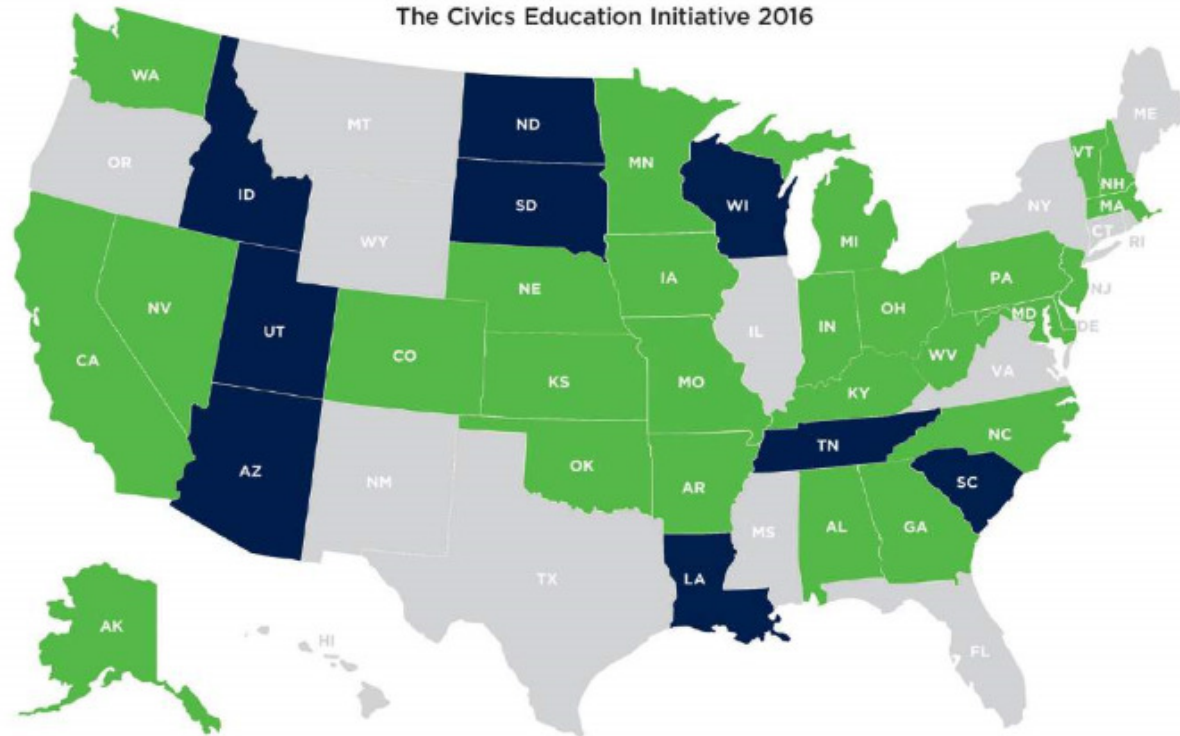 The Civics Education Initiative 2016
WA
MT
ND
MN
ME
OR
ID
SD
WI
VT
NH
MA
NY
CT
RI
WY
MI
IA
NE
PA
NJ
NV
UT
CO
IL
IN
OH
MD
DE
CA
KS
MO
WV
VA
KY
AZ
NM
OK
AR
TN
NC
SC
MS
AL
GA
TX
LA
AK
HI
FL